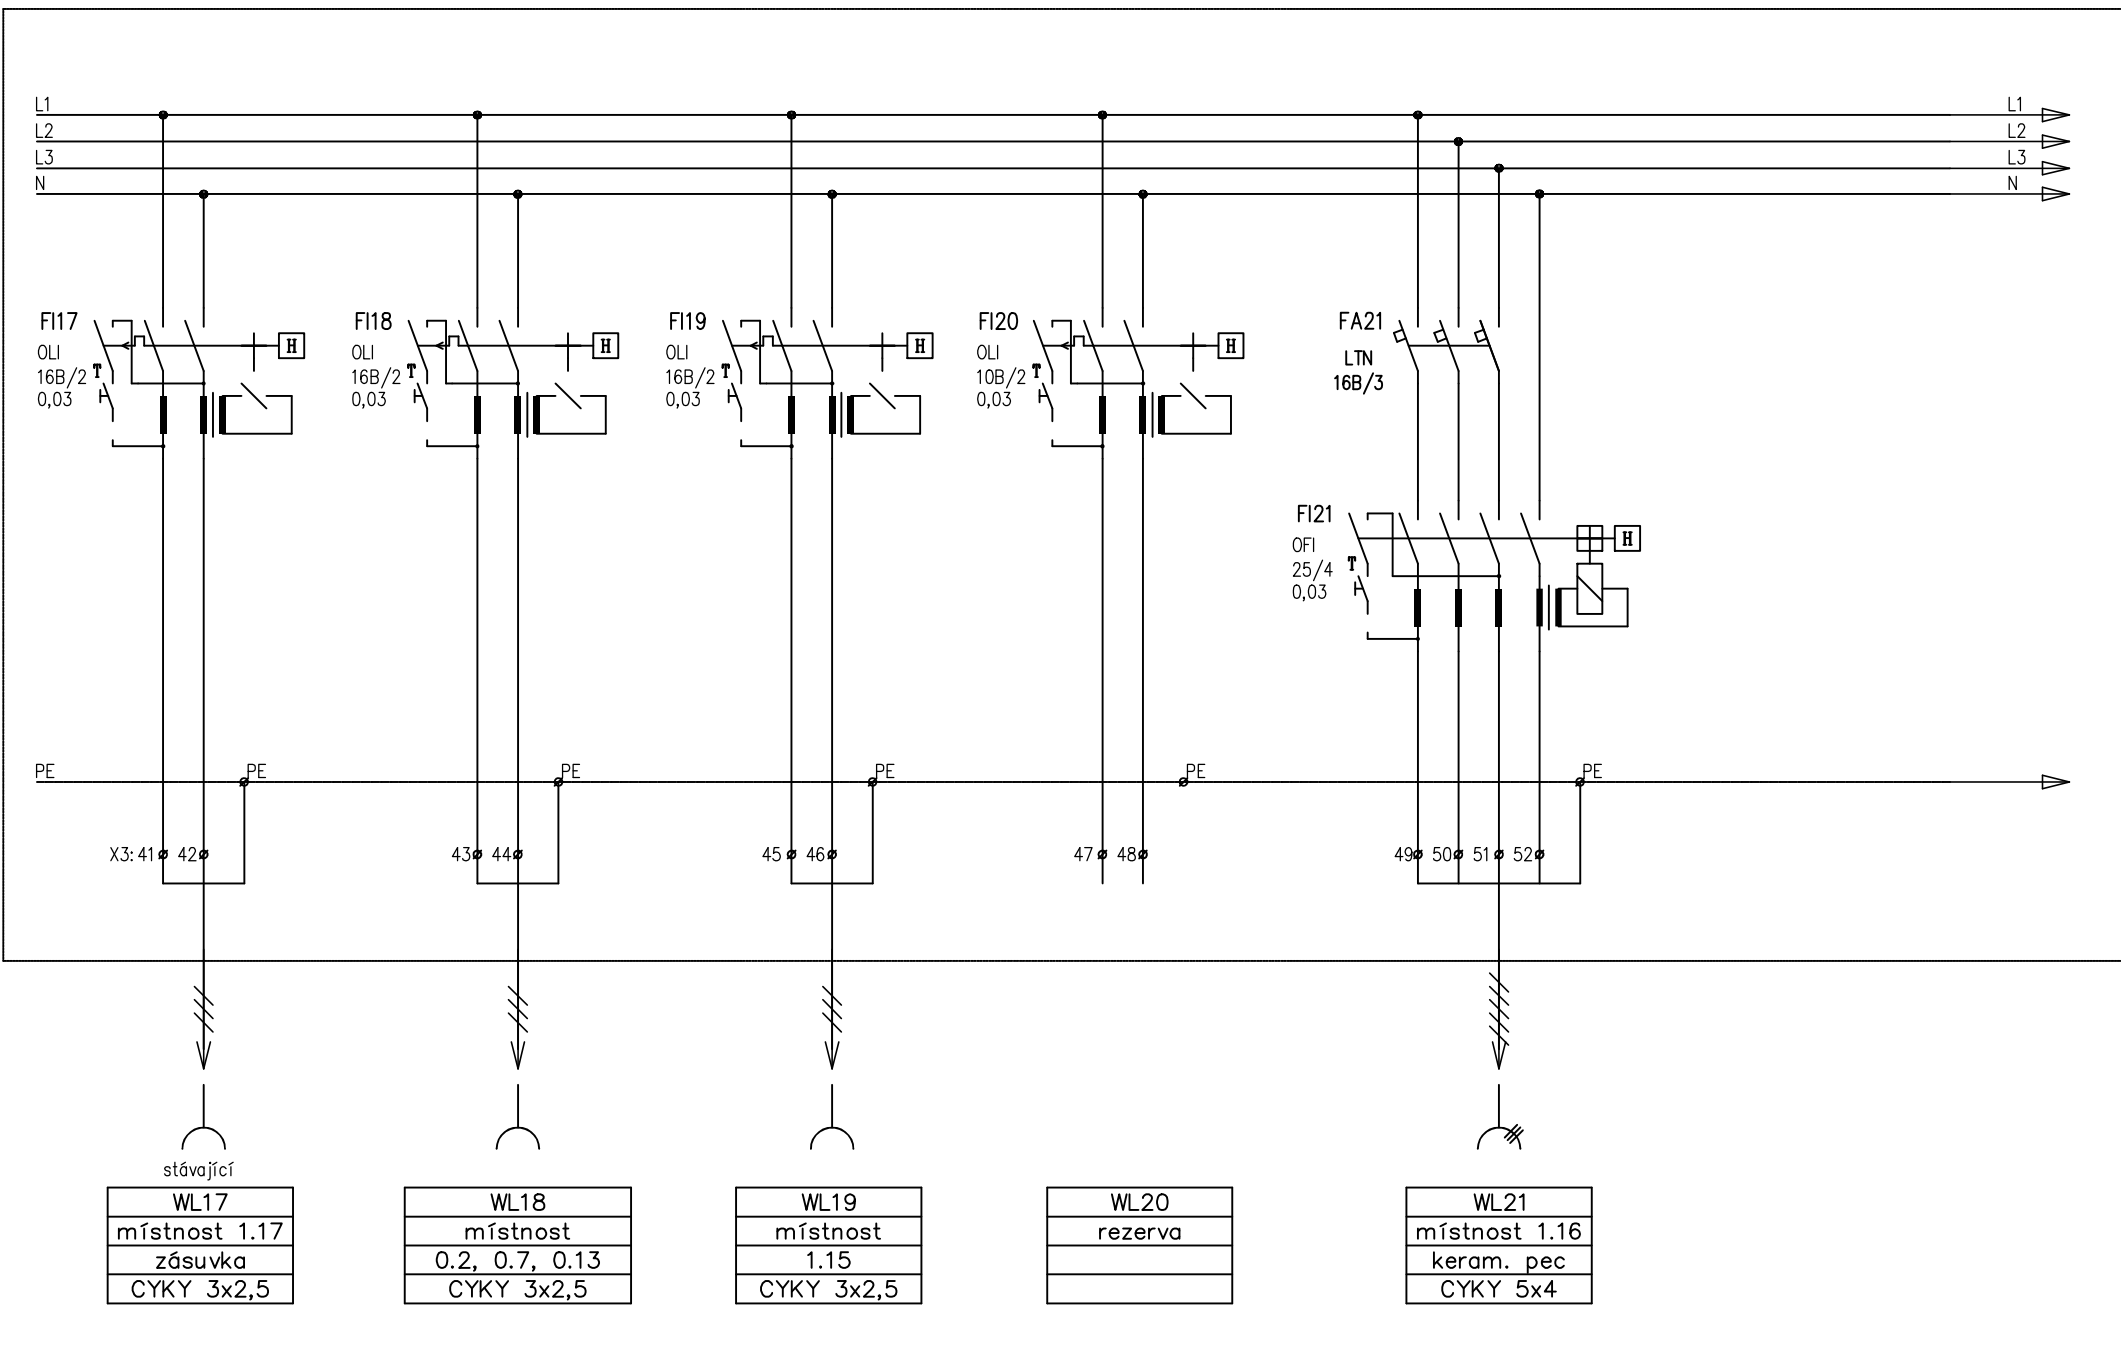 L1
L1
L2
L2
L3
L3
N
N
FI17
OLI
16B/2
0,03
T
H
FI18
OLI
16B/2
0,03
T
H
FI19
OLI
16B/2
0,03
T
H
FI20
OLI
10B/2
0,03
T
H
FA21
LTN
16B/3
FI21
OFI
25/4
0,03
T
H
PE
PE
PE
PE
PE
PE
X3: 41
42
43
44
45
46
47
48
49
50
51
52
stávající
WL17
místnost 1.17
zásuvka
CYKY 3x2,5
WL18
místnost
0.2, 0.7, 0.13
CYKY 3x2,5
WL19
místnost
1.15
CYKY 3x2,5
WL20
rezerva
WL21
místnost 1.16
keram. pec
CYKY 5x4